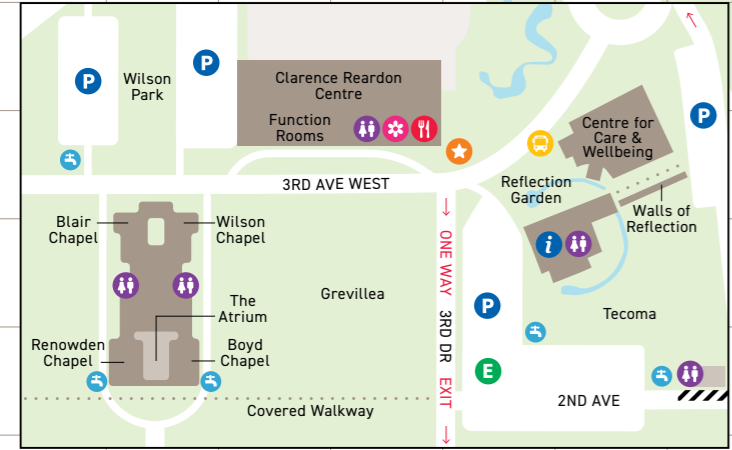 P
P
Wilson
Park
Clarence Reardon
Centre
Function
Rooms
Centre for
Care &
Wellbeing
P
3RD AVE WEST
Reflection
Garden
Walls of
Reflection
Blair
Chapel
Wilson
Chapel
i
ONE WAY
3RD DR
EXIT
Grevillea
The
Atrium
P
Tecoma
Renowden
Chapel
Boyd
Chapel
E
2ND AVE
Covered Walkway